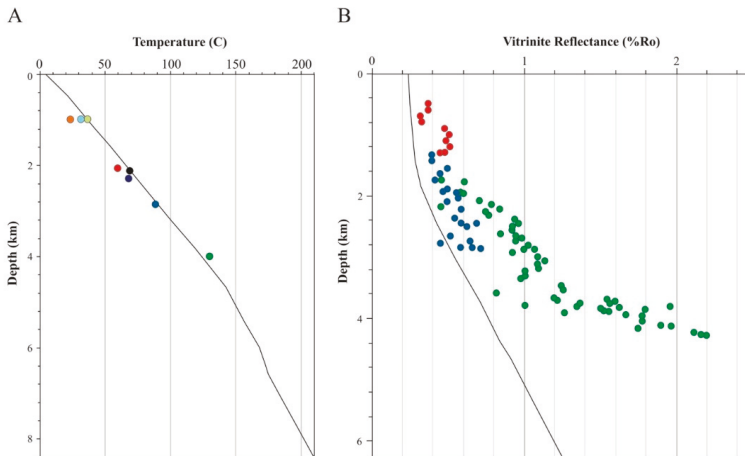 A
Temperature (C)
0 50 100 150 200
0
2
4
6
8
Depth (km)
B
Vitrinite Reflectance (%Ro)
0 1 2
0
2
4
6
Depth (km)